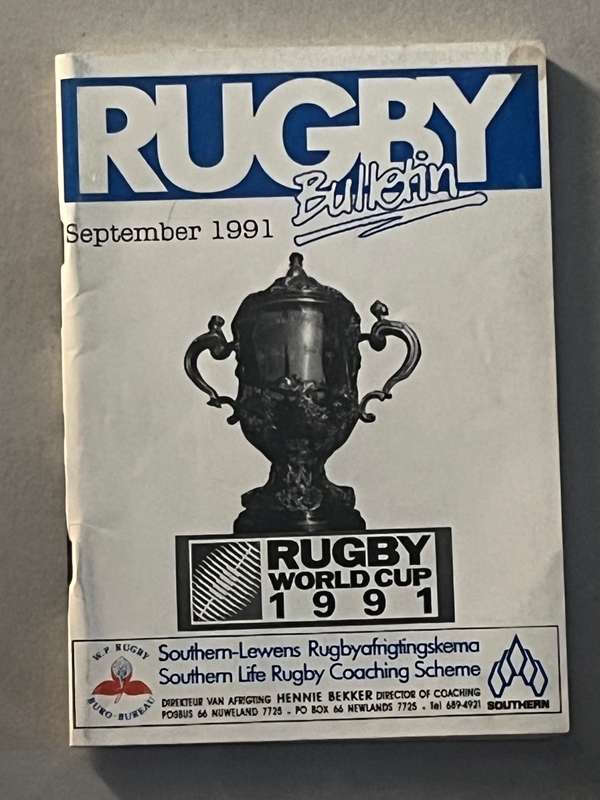 RUGBY
Bulletin
September 1991
RUGBY
WORLD CUP
1991
W.P. RUGBY
BURO-BUREAU
Southern-Lewens Rugbyafrigtingskema
Southern Life Rugby Coaching Scheme
DIREKTEUR VAN AFRIGTING HENNIE BEKKER DIRECTOR OF COACHING
POSBUS 66 NUWELAND 7725 - PO BOX 66 NEWLANDS 7725 - Tel 689-4921
SOUTHERN